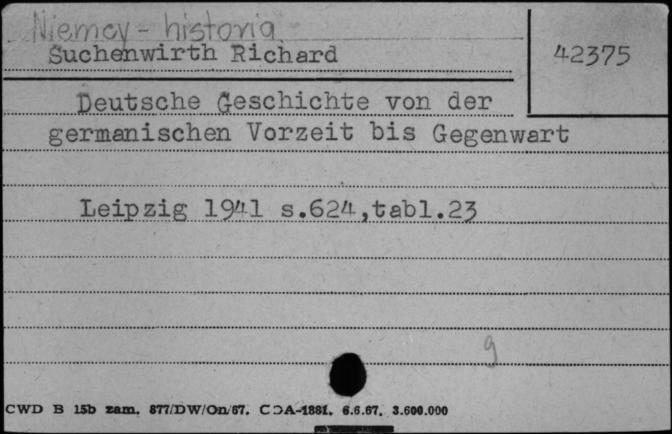 Niemcy - historia
Suchenwirth Richard
42375
Deutsche Geschichte von der
germanischen Vorzeit bis Gegenwart
Leipzig 1941 s.624,tabl.23
g
CWD B 15b zam. 877/DW/On/67. CDA-1881. 6.6.67. 3.600.000